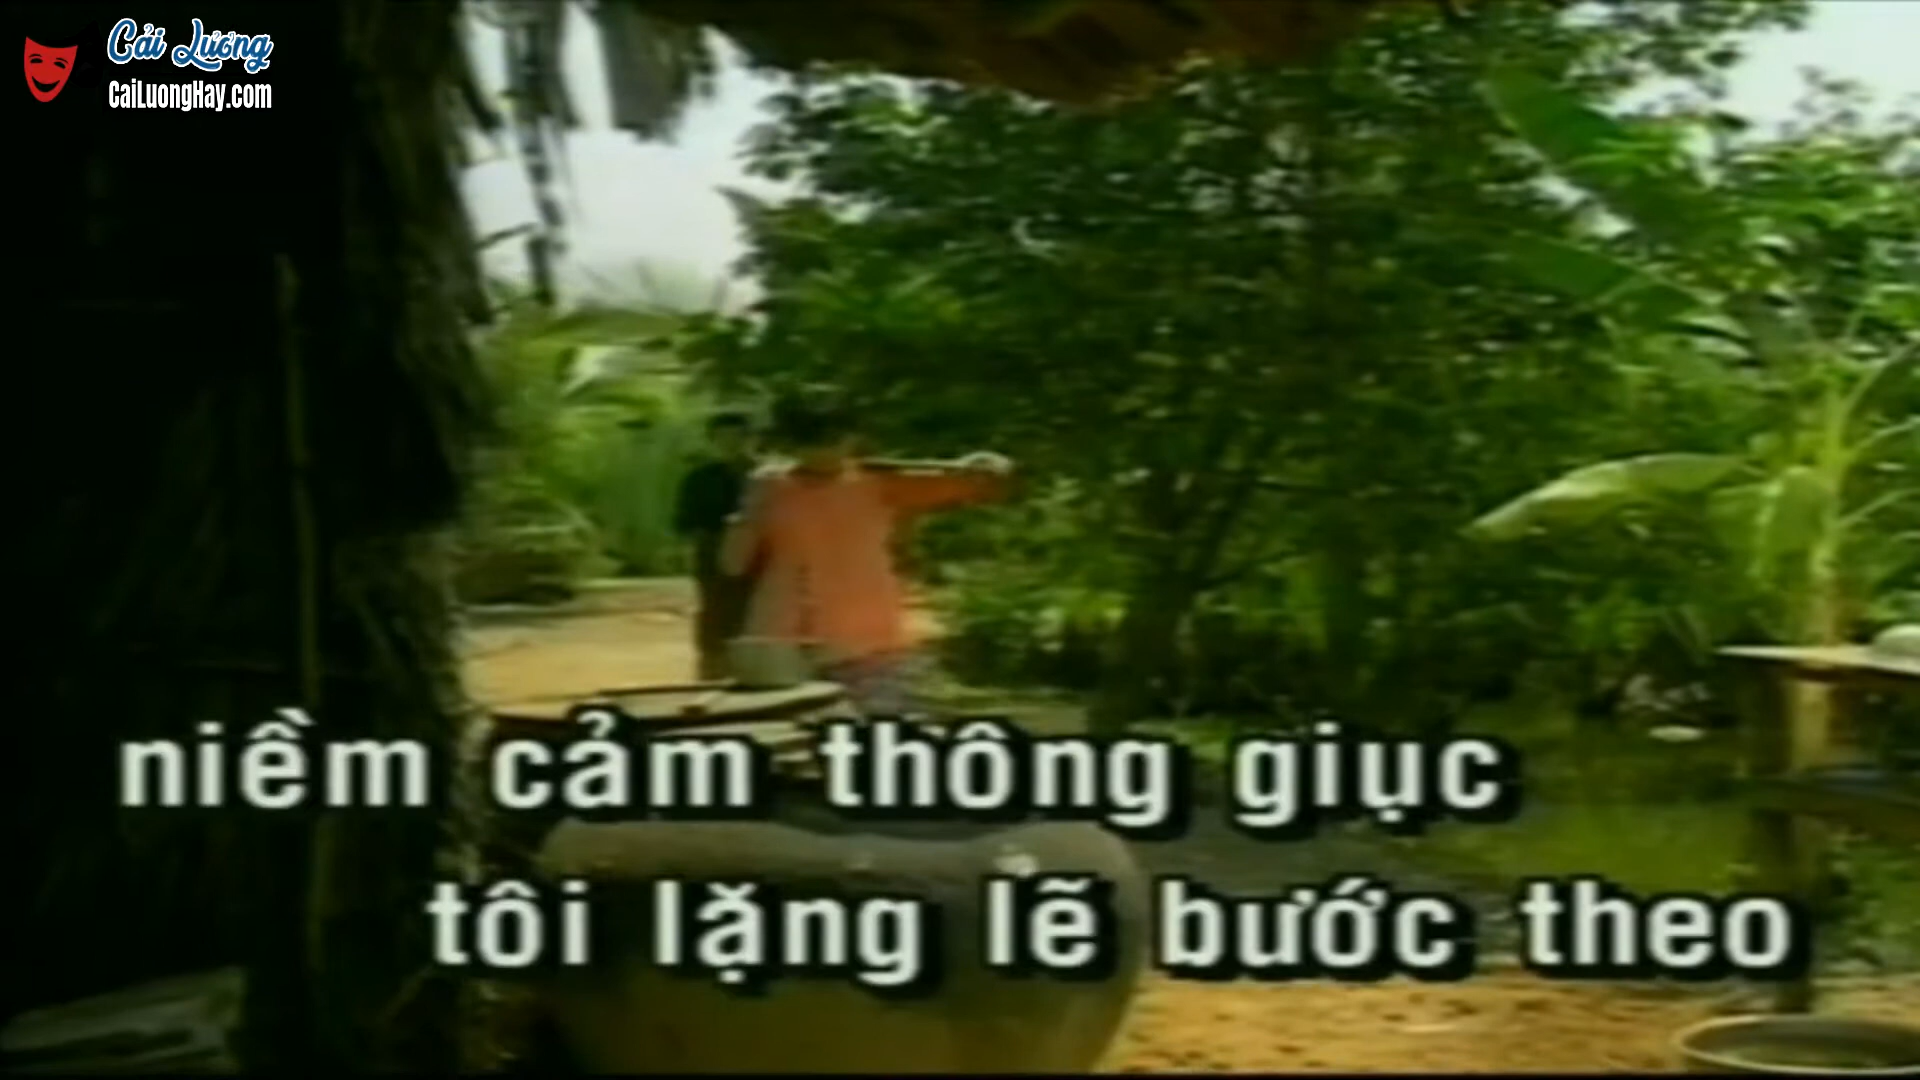 Cải Lương
CaiLuongHay.com
niềm cảm thông giục
tôi lặng lẽ bước theo